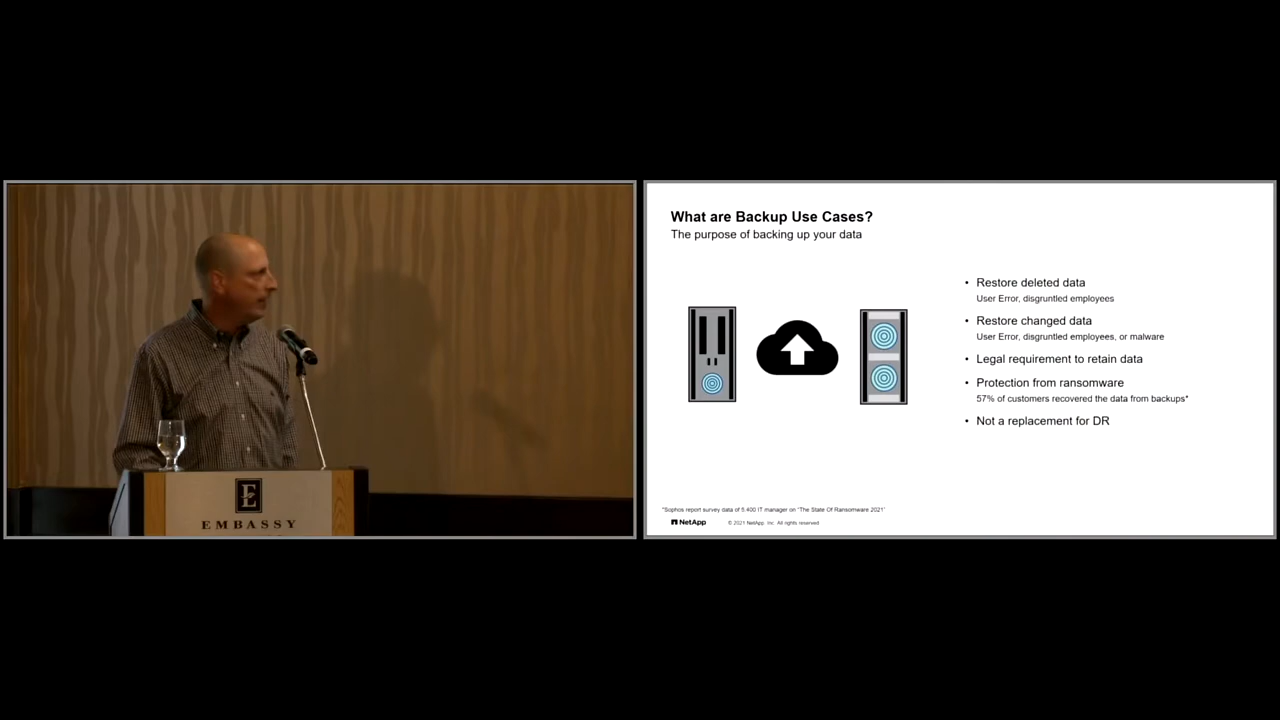 E
EMBASSY
What are Backup Use Cases?
The purpose of backing up your data
• Restore deleted data
User Error, disgruntled employees
• Restore changed data
User Error, disgruntled employees, or malware
• Legal requirement to retain data
• Protection from ransomware
57% of customers recovered the data from backups*
• Not a replacement for DR
*Sophos report survey data of 5.400 IT manager on "The State Of Ransomware 2021"
NetApp
© 2021 NetApp, Inc. All rights reserved